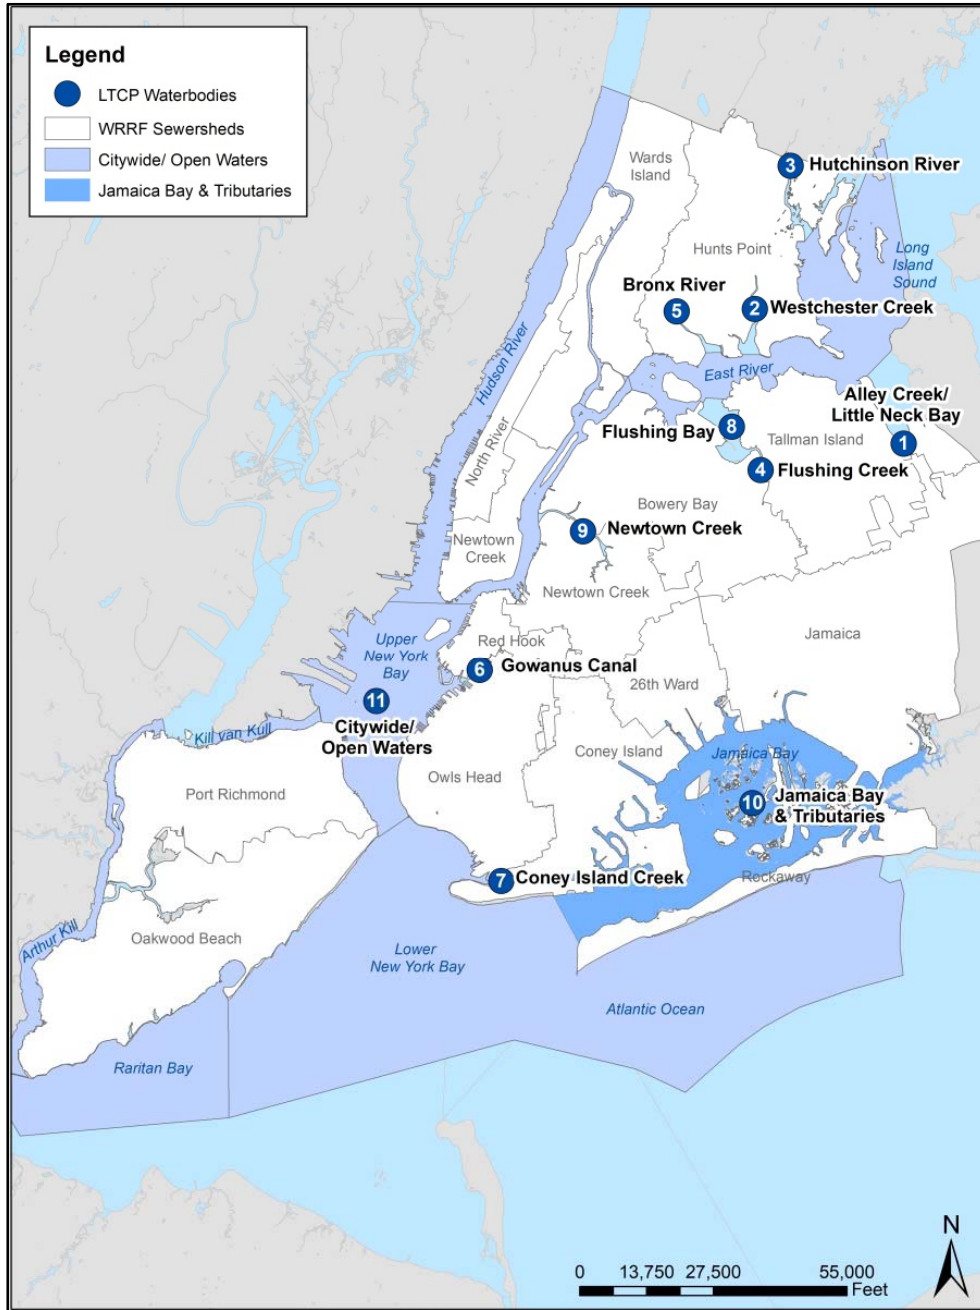 Legend
LTCP Waterbodies
WRRF Sewersheds
Citywide/ Open Waters
Jamaica Bay & Tributaries
Wards
Island
3
Hutchinson River
Hunts Point
Long
Island
Sound
Bronx River
5
2
Westchester Creek
Hudson River
East River
Alley Creek/
Little Neck Bay
1
Flushing Bay
8
Tallman Island
4
Flushing Creek
North River
Bowery Bay
9
Newtown Creek
Newtown
Creek
Newtown Creek
Upper
New York
Bay
Red Hook
Jamaica
6
Gowanus Canal
26th Ward
11
Citywide/
Open Waters
Kill van Kull
Coney Island
Jamaica Bay
Owls Head
Port Richmond
10
Jamaica Bay
& Tributaries
7
Coney Island Creek
Rockaway
Arthur Kill
Oakwood Beach
Lower
New York Bay
Atlantic Ocean
Raritan Bay
N
0 13,750 27,500 55,000
Feet